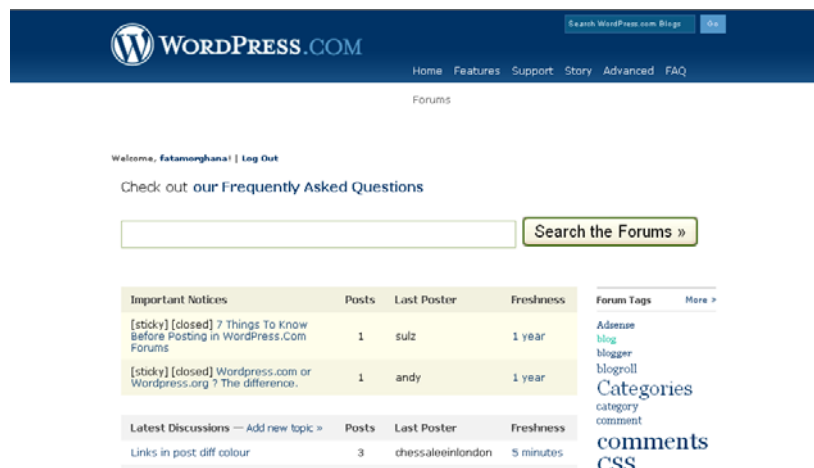 Search WordPress.com Blogs Go
WORDPRESS.COM
Home Features Support Story Advanced FAQ
Forums
Welcome, fatamorghana! | Log Out
Check out our Frequently Asked Questions
Search the Forums »
Important Notices Posts Last Poster Freshness
[sticky] [closed] 7 Things To Know
Before Posting in WordPress.Com
Forums
1 sulz 1 year
[sticky] [closed] Wordpress.com or
Wordpress.org ? The difference.
1 andy 1 year
Latest Discussions — Add new topic » Posts Last Poster Freshness
Links in post diff colour 3 chessaleeinlondon 5 minutes
Forum Tags More »
Adsense
blog
blogger
blogroll
Categories
category
comment
comments
CSS